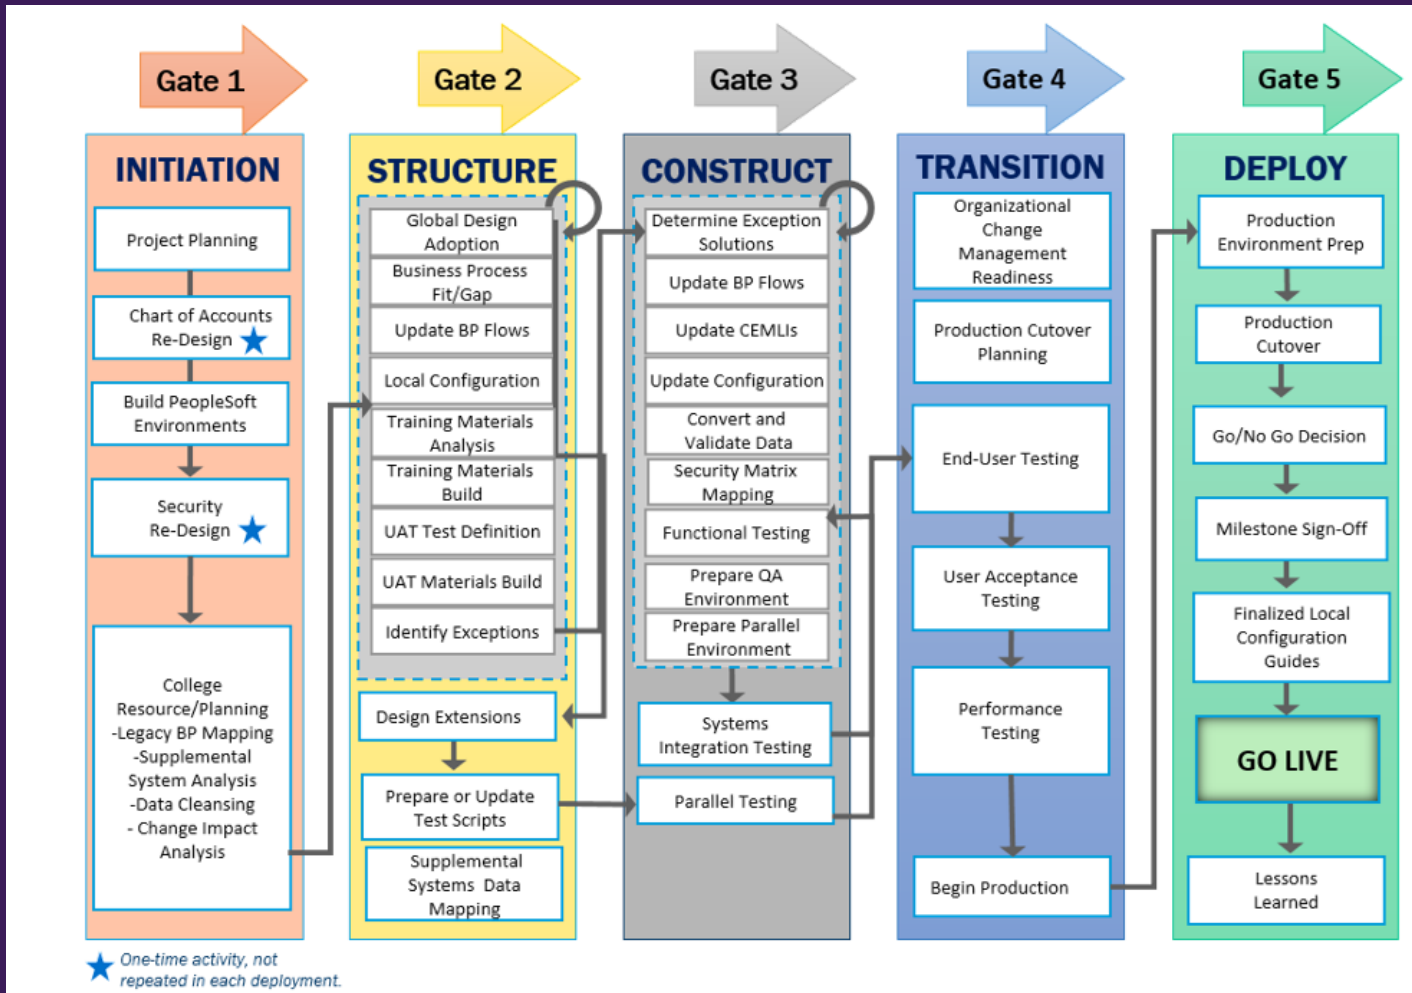 Gate 1
Gate 2
Gate 3
Gate 4
Gate 5
INITIATION
Project Planning
Chart of Accounts
Re-Design
Build PeopleSoft
Environments
Security
Re-Design
College
Resource/Planning
-Legacy BP Mapping
-Supplemental
System Analysis
-Data Cleansing
- Change Impact
Analysis
STRUCTURE
Global Design
Adoption
Business Process
Fit/Gap
Update BP Flows
Local Configuration
Training Materials
Analysis
Training Materials
Build
UAT Test Definition
UAT Materials Build
Identify Exceptions
Design Extensions
Prepare or Update
Test Scripts
Supplemental
Systems Data
Mapping
CONSTRUCT
Determine Exception
Solutions
Update BP Flows
Update CEMLIs
Update Configuration
Convert and
Validate Data
Security Matrix
Mapping
Functional Testing
Prepare QA
Environment
Prepare Parallel
Environment
Systems
Integration Testing
Parallel Testing
TRANSITION
Organizational
Change
Management
Readiness
Production Cutover
Planning
End-User Testing
User Acceptance
Testing
Performance
Testing
Begin Production
DEPLOY
Production
Environment Prep
Production
Cutover
Go/No Go Decision
Milestone Sign-Off
Finalized Local
Configuration
Guides
GO LIVE
Lessons
Learned
One-time activity, not
repeated in each deployment.